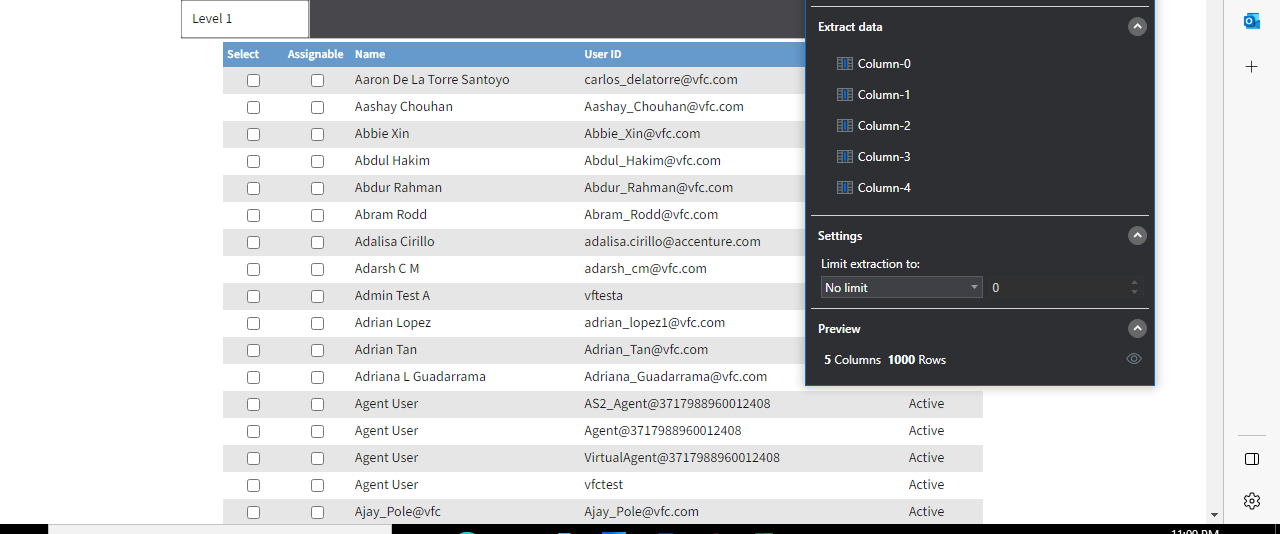 Level 1
Select Assignable Name User ID
Aaron De La Torre Santoyo carlos_delatorre@vfc.com
Aashay Chouhan Aashay_Chouhan@vfc.com
Abbie Xin Abbie_Xin@vfc.com
Abdul Hakim Abdul_Hakim@vfc.com
Abdur Rahman Abdur_Rahman@vfc.com
Abram Rodd Abram_Rodd@vfc.com
Adalisa Cirillo adalisa.cirillo@accenture.com
Adarsh C M adarsh_cm@vfc.com
Admin Test A vftesta
Adrian Lopez adrian_lopez1@vfc.com
Adrian Tan Adrian_Tan@vfc.com
Adriana L Guadarrama Adriana_Guadarrama@vfc.com
Agent User AS2_Agent@3717988960012408 Active
Agent User Agent@3717988960012408 Active
Agent User VirtualAgent@3717988960012408 Active
Agent User vfctest Active
Ajay_Pole@vfc Ajay_Pole@vfc.com Active
Extract data
Column-0
Column-1
Column-2
Column-3
Column-4
Settings
Limit extraction to:
No limit 0
Preview
5 Columns 1000 Rows